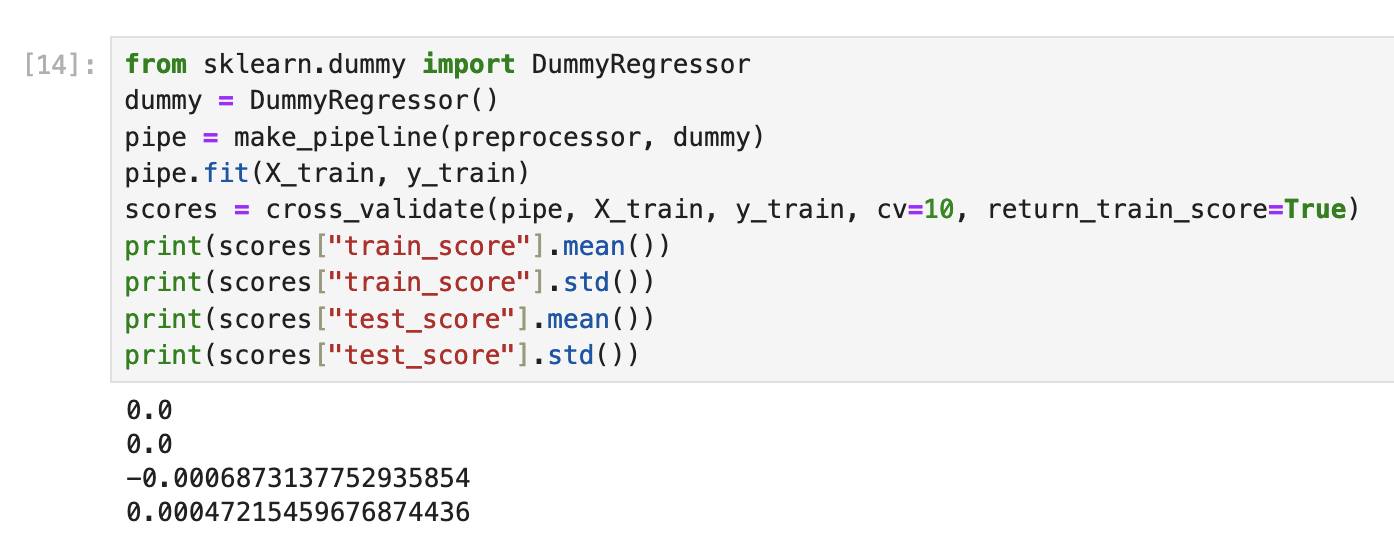 [14]:
from sklearn.dummy import DummyRegressor
dummy = DummyRegressor()
pipe = make_pipeline(preprocessor, dummy)
pipe.fit(X_train, y_train)
scores = cross_validate(pipe, X_train, y_train, cv=10, return_train_score=True)
print(scores["train_score"].mean())
print(scores["train_score"].std())
print(scores["test_score"].mean())
print(scores["test_score"].std())
0.0
0.0
-0.0006873137752935854
0.00047215459676874436